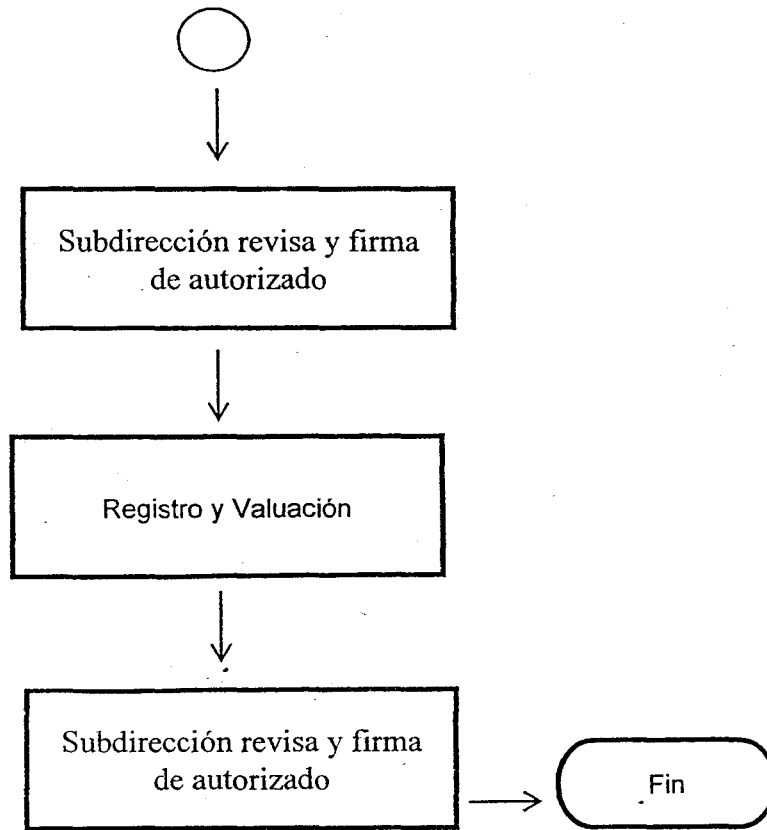 Subdirección revisa y firma
de autorizado
Registro y Valuación
Subdirección revisa y firma
de autorizado
Fin